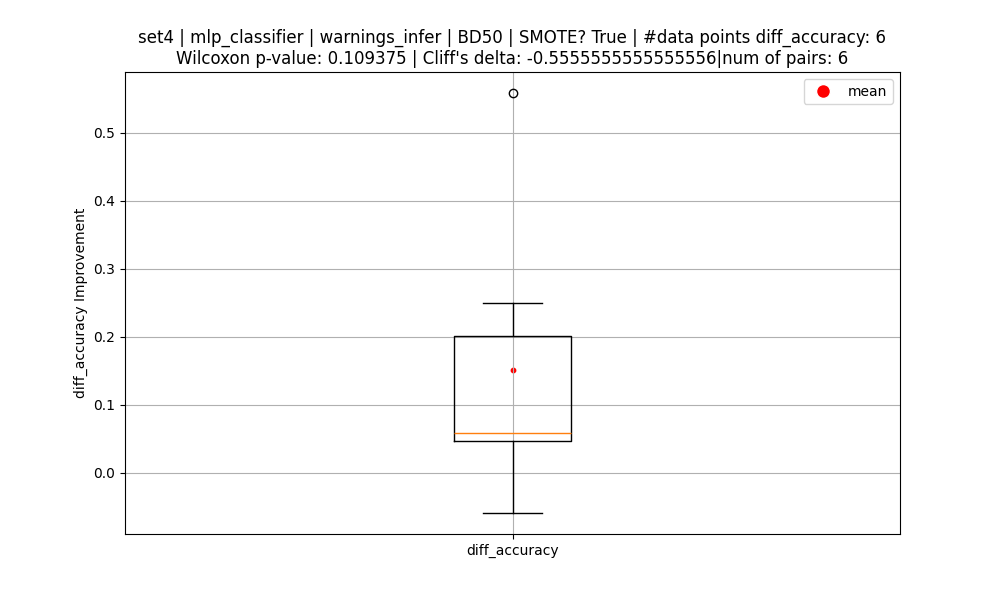 set4 | mlp_classifier | warnings_infer | BD50 | SMOTE? True | #data points diff_accuracy: 6
Wilcoxon p-value: 0.109375 | Cliff's delta: -0.5555555555555556|num of pairs: 6
mean
0.5
0.4
0.3
0.2
0.1
0.0
diff_accuracy Improvement
diff_accuracy